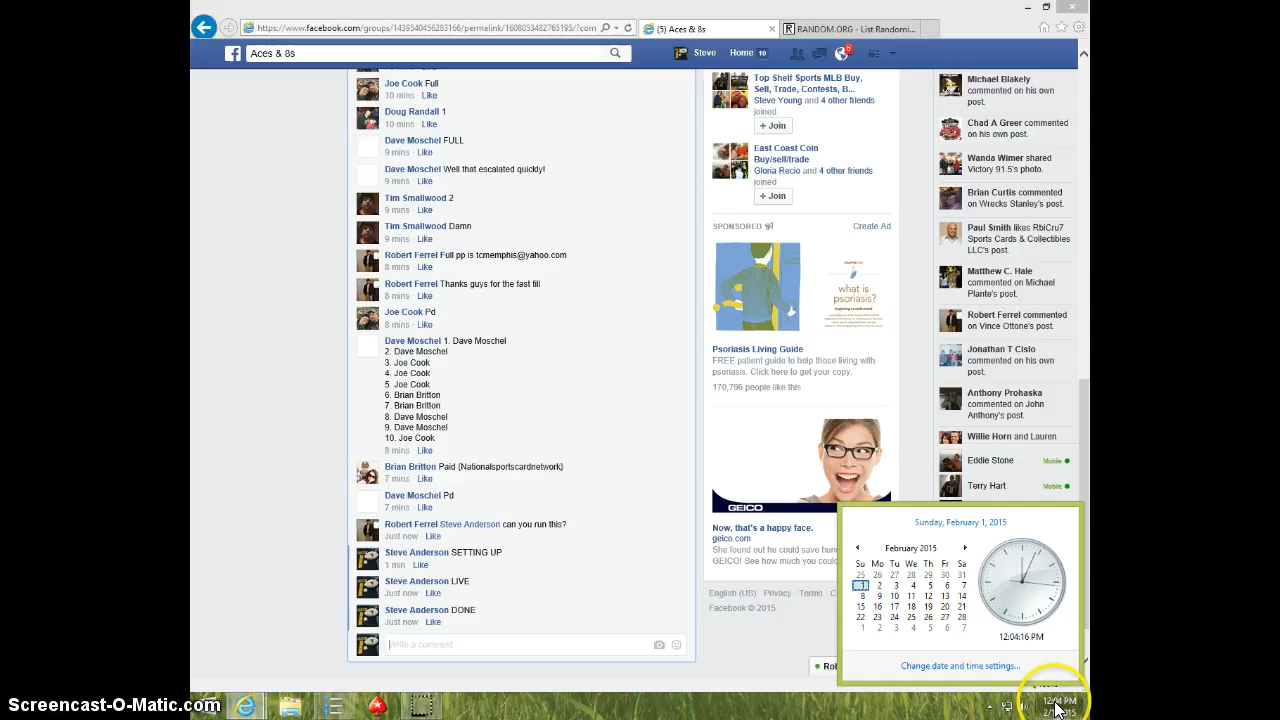 https://www.facebook.com/groups/1439540456283166/permalink/1608053482765195/?com
(5) Aces & 8s
RANDOM.ORG - List Randomi...
Aces & 8s
Steve
Home 10
Joe Cook Full
10 mins · Like
Doug Randall 1
10 mins · Like
Dave Moschel FULL
9 mins · Like
Dave Moschel Well that escalated quickly!
9 mins · Like
Tim Smallwood 2
9 mins · Like
Tim Smallwood Damn
9 mins · Like
Robert Ferrel Full pp is tcmemphis@yahoo.com
8 mins · Like
Robert Ferrel Thanks guys for the fast fill
8 mins · Like
Joe Cook Pd
8 mins · Like
Dave Moschel 1. Dave Moschel
2. Dave Moschel
3. Joe Cook
4. Joe Cook
5. Joe Cook
6. Brian Britton
7. Brian Britton
8. Dave Moschel
9. Dave Moschel
10. Joe Cook
8 mins · Like
Brian Britton Paid (Nationalsportscardnetwork)
7 mins · Like
Dave Moschel Pd
7 mins · Like
Robert Ferrel Steve Anderson can you run this?
Just now · Like
Steve Anderson SETTING UP
1 min · Like
Steve Anderson LIVE
Just now · Like
Steve Anderson DONE
Just now · Like
Write a comment
Top Shelf Sports MLB Buy,
Sell, Trade, Contests, B...
Steve Young and 4 other friends
joined
+ Join
East Coast Coin
Buy/sell/trade
Gloria Recio and 4 other friends
joined
+ Join
SPONSORED
Create Ad
what is
psoriasis?
Psoriasis Living Guide
FREE patient guide to help those living with
psoriasis. Click here to get your copy.
170,796 people like this
GEICO
Now, that's a happy face.
geico.com
She found out he could save hun
GEICO! See how much you could
English (US) · Privacy · Terms · C
Facebook © 2015
Michael Blakely
commented on his own
post.
Chad A Greer commented
on his own post.
Wanda Wimer shared
Victory 91.5's photo.
Brian Curtis commented
on Wrecks Stanley's post.
Paul Smith likes RbiCru7
Sports Cards & Collectibles
LLC's post.
Matthew C. Hale
commented on Michael
Plante's post.
Robert Ferrel commented
on Vince Ottone's post.
Jonathan T Cislo
commented on his own
post.
Anthony Prohaska
commented on John
Anthony's post.
Willie Horn and Lauren
Eddie Stone Mobile
Terry Hart Mobile
Rob
Sunday, February 1, 2015
February 2015
Su Mo Tu We Th Fr Sa
25 26 27 28 29 30 31
1 2 3 4 5 6 7
8 9 10 11 12 13 14
15 16 17 18 19 20 21
22 23 24 25 26 27 28
1 2 3 4 5 6 7
12:04:16 PM
Change date and time settings...
12:04 PM
Screencast-O-Matic.com